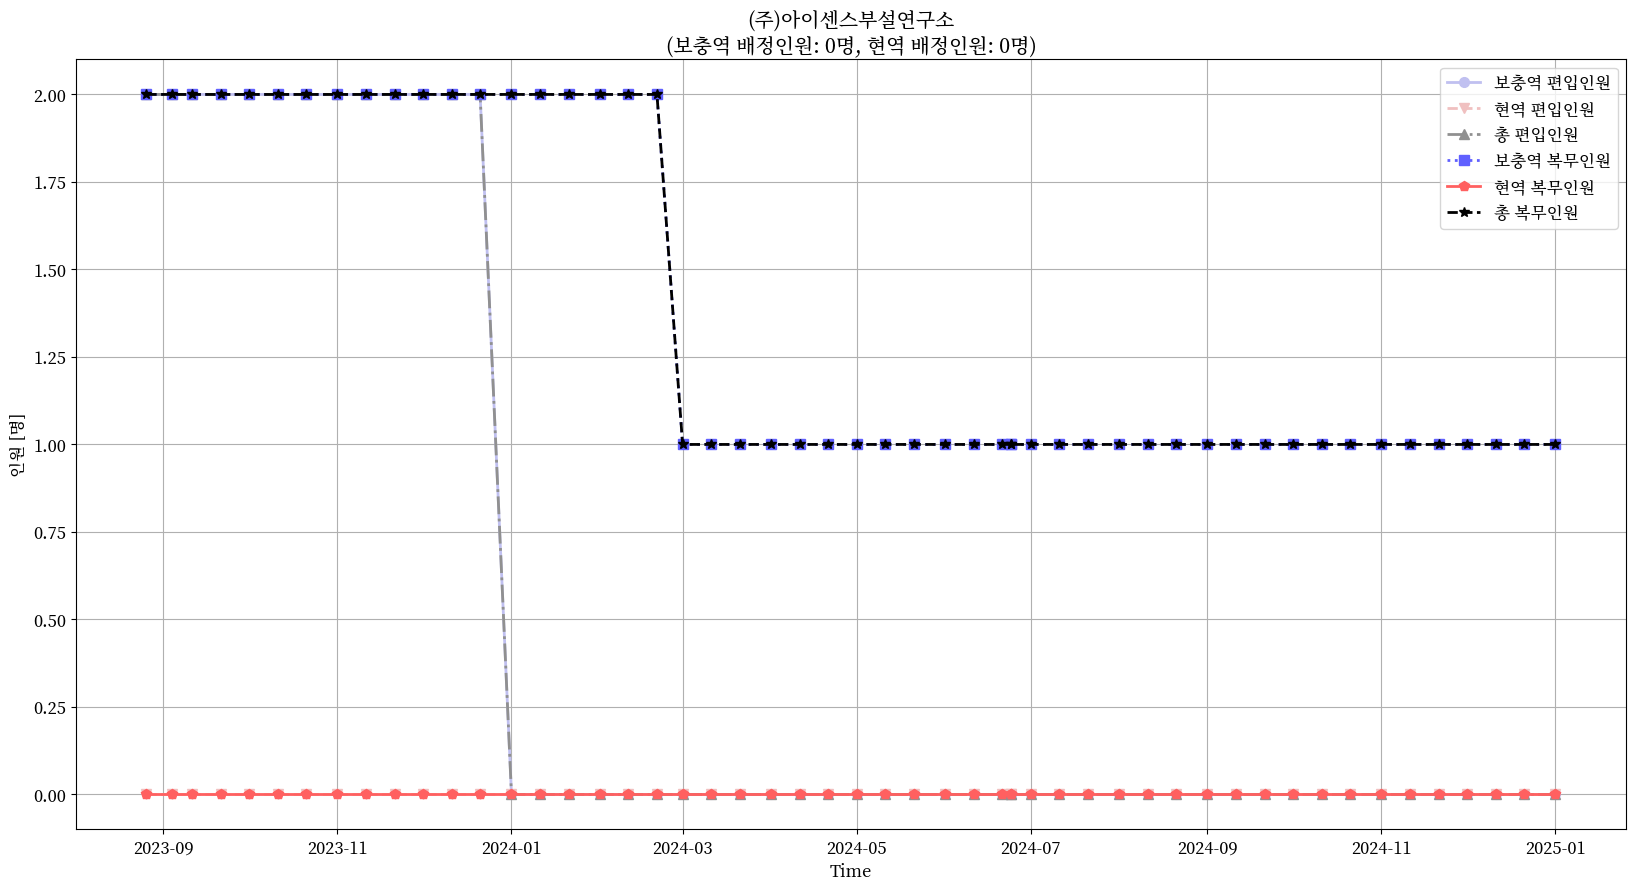 (주)아이센스부설연구소
(보충역 배정인원: 0명, 현역 배정인원: 0명)
보충역 편입인원
현역 편입인원
총 편입인원
보충역 복무인원
현역 복무인원
총 복무인원
인원 [명]
2.00
1.75
1.50
1.25
1.00
0.75
0.50
0.25
0.00
2023-09 2023-11 2024-01 2024-03 2024-05 2024-07 2024-09 2024-11 2025-01
Time